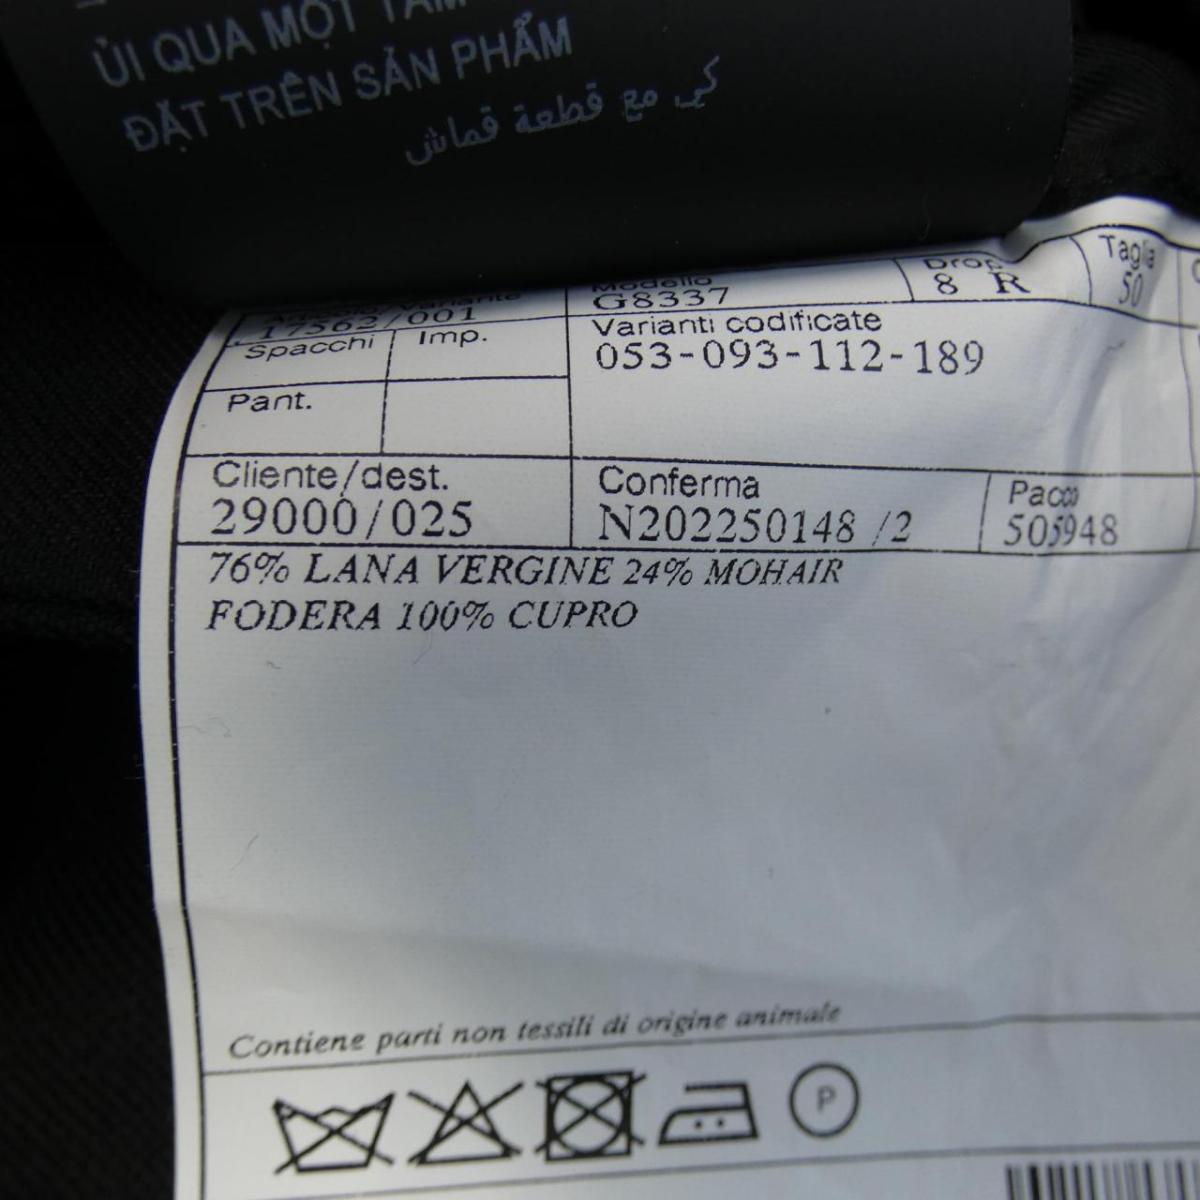 ỦI QUA MỘT TẤM
ĐẶT TRÊN SẢN PHẨM
كي مع قطعة قماش
Articolo/Variante
17562/001
Modello
G8337
Drop
8 R
Taglia
50
Spacchi
Imp.
Varianti codificate
053-093-112-189
Pant.
Cliente/dest.
29000/025
Conferma
N202250148 /2
Pacco
505948
76% LANA VERGINE 24% MOHAIR
FODERA 100% CUPRO
Contiene parti non tessili di origine animale
P